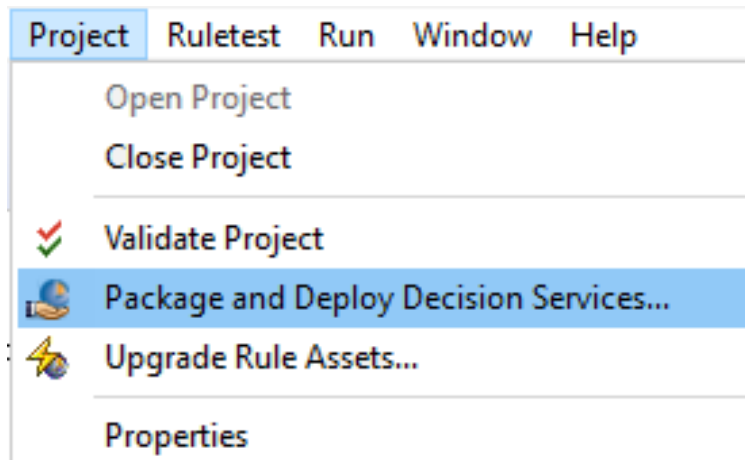 Project Ruletest Run Window Help
Open Project
Close Project
Validate Project
Package and Deploy Decision Services...
Upgrade Rule Assets...
Properties